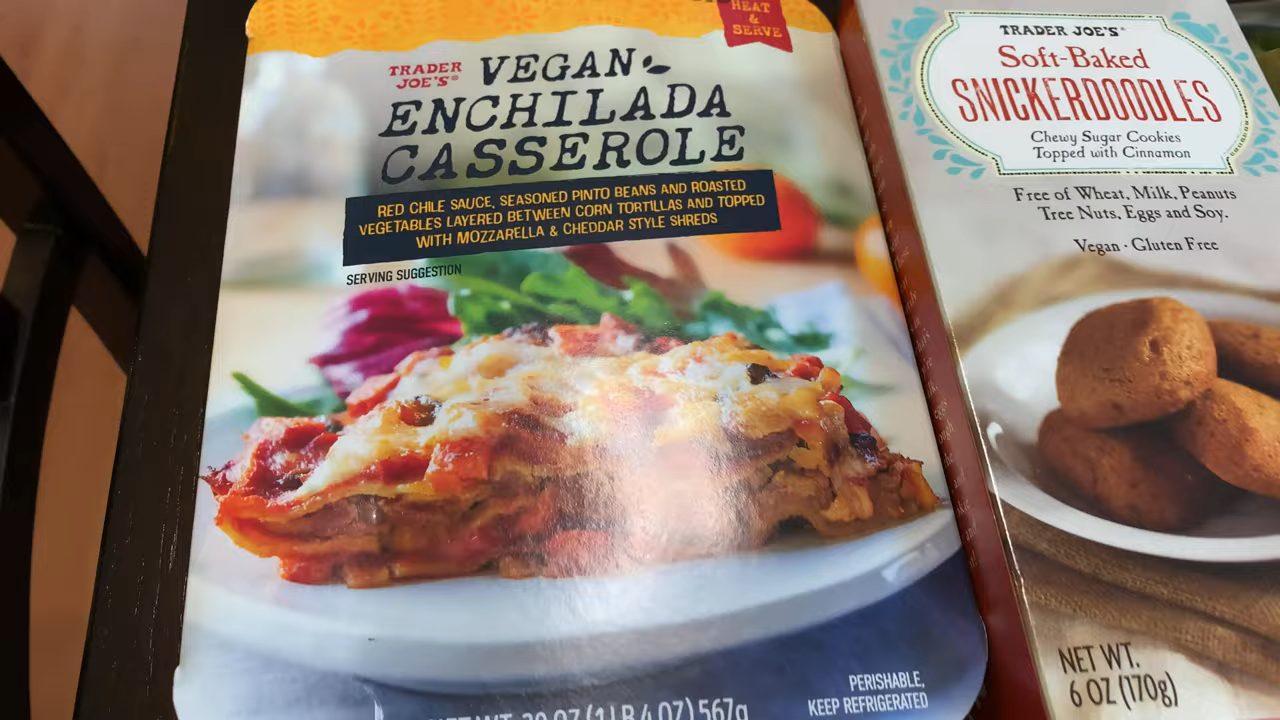 HEAT
&
SERVE
TRADER
JOE'S®
VEGAN
ENCHILADA
CASSEROLE
RED CHILE SAUCE, SEASONED PINTO BEANS AND ROASTED
VEGETABLES LAYERED BETWEEN CORN TORTILLAS AND TOPPED
WITH MOZZARELLA & CHEDDAR STYLE SHREDS
SERVING SUGGESTION
PERISHABLE,
KEEP REFRIGERATED
NET WT. 20 OZ (1 LB 4 OZ) 567g
TRADER JOE'S®
Soft-Baked
SNICKERDOODLES
Chewy Sugar Cookies
Topped with Cinnamon
Free of Wheat, Milk, Peanuts
Tree Nuts, Eggs and Soy.
Vegan · Gluten Free
NET WT.
6 OZ (170g)